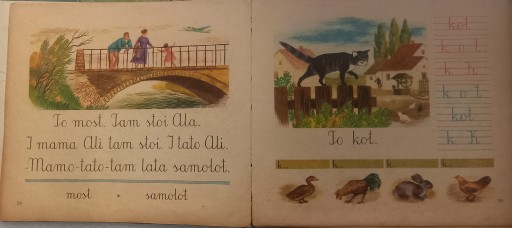 To most. Tam stoi Ala.
I mama Ali tam stoi. I tato Ali.
-Mamo-tato-tam lata samolot.
most • samolot
kot
k o t
k K
k o t
kot
k K
To kot.
k... k... k... k...